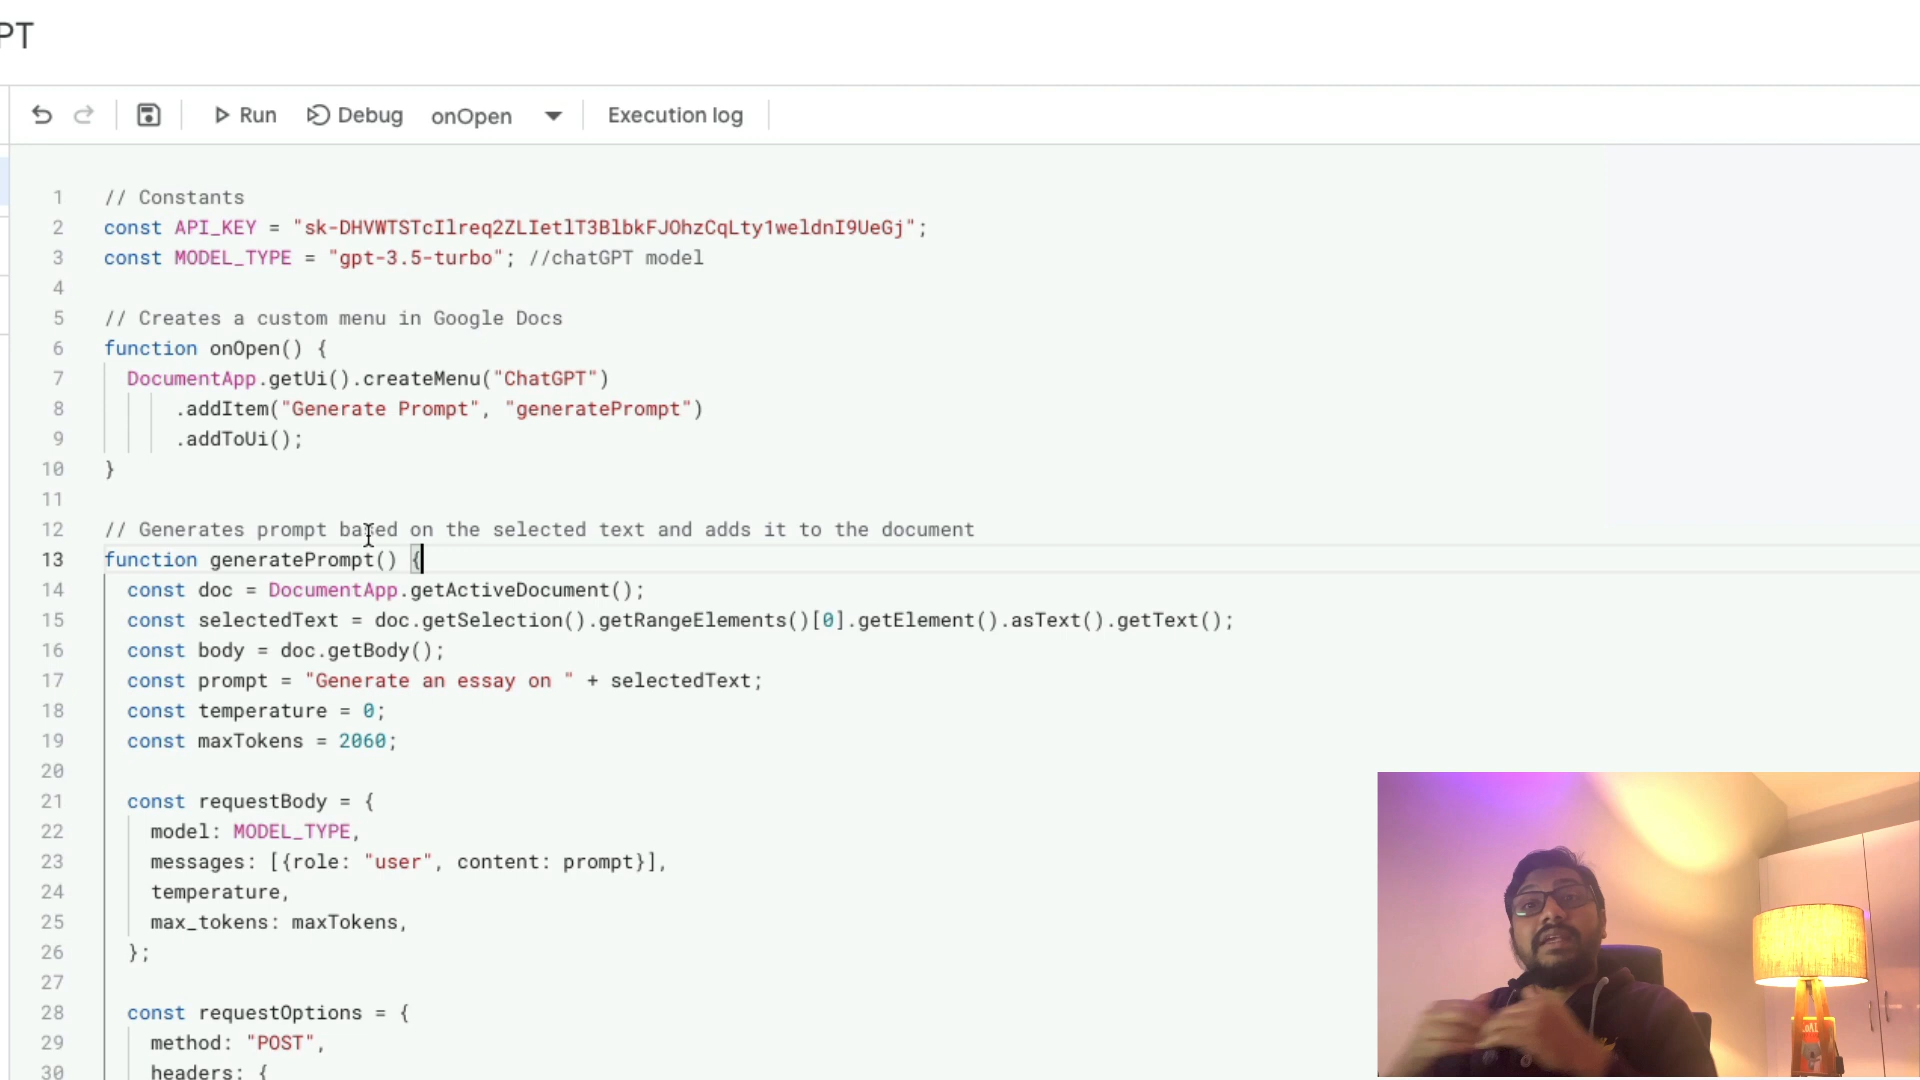 PT
Run Debug onOpen Execution log
1 // Constants
2 const API_KEY = "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";
3 const MODEL_TYPE = "gpt-3.5-turbo"; //chatGPT model
4
5 // Creates a custom menu in Google Docs
6 function onOpen() {
7 DocumentApp.getUi().createMenu("ChatGPT")
8 .addItem("Generate Prompt", "generatePrompt")
9 .addToUi();
10 }
11
12 // Generates prompt based on the selected text and adds it to the document
13 function generatePrompt() {
14 const doc = DocumentApp.getActiveDocument();
15 const selectedText = doc.getSelection().getRangeElements()[0].getElement().asText().getText();
16 const body = doc.getBody();
17 const prompt = "Generate an essay on " + selectedText;
18 const temperature = 0;
19 const maxTokens = 2060;
20
21 const requestBody = {
22 model: MODEL_TYPE,
23 messages: [{role: "user", content: prompt}],
24 temperature,
25 max_tokens: maxTokens,
26 };
27
28 const requestOptions = {
29 method: "POST",
30 headers: {